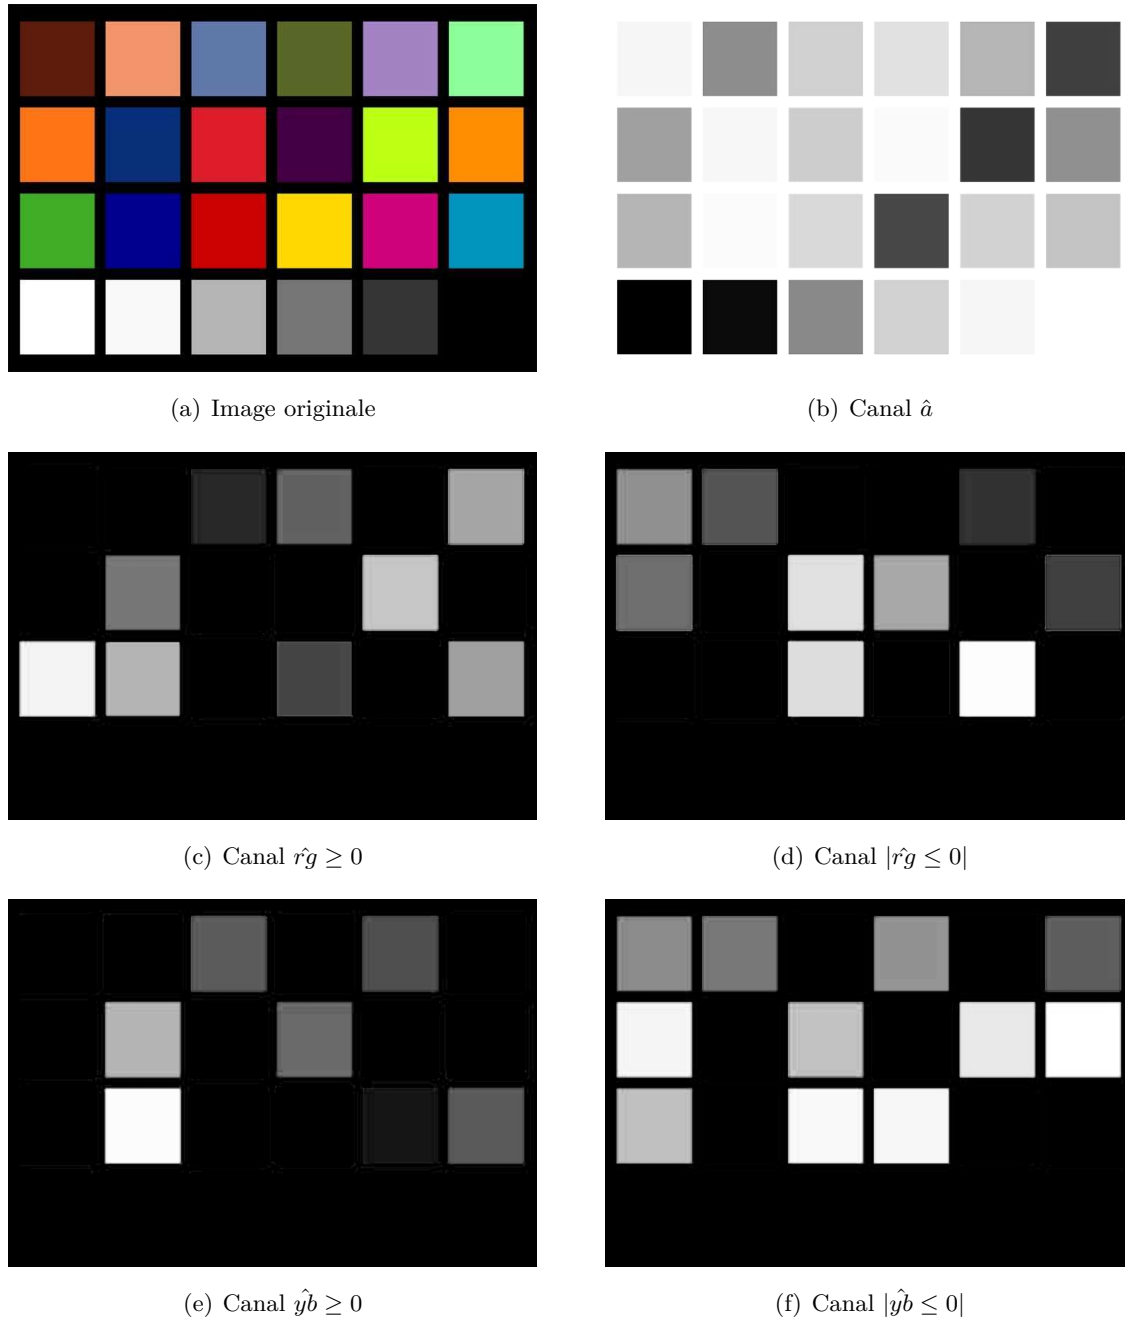 (a) Image originale
(b) Canal â
(c) Canal r̂g ≥ 0
(d) Canal |r̂g ≤ 0|
(e) Canal ŷb ≥ 0
(f) Canal |ŷb ≤ 0|